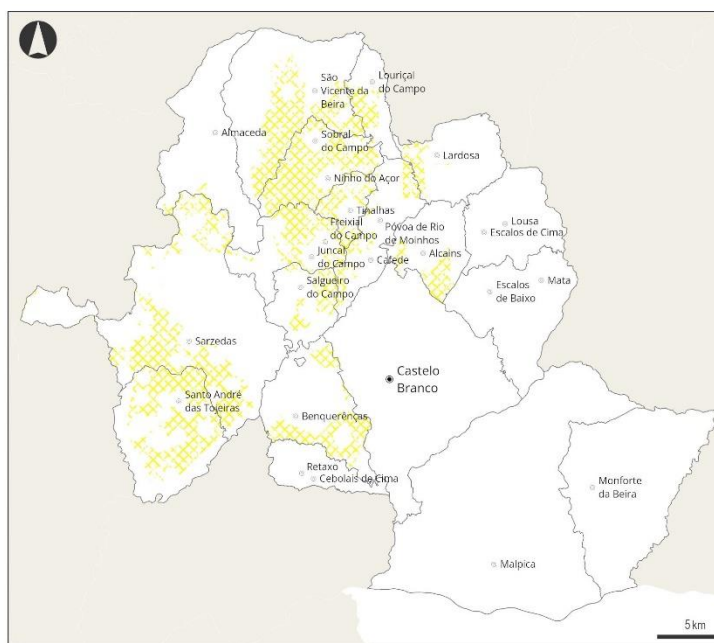 São
Vicente da
Beira
Louriçal
do Campo
Almaceda
Sobral
do Campo
Lardosa
Ninho do Açor
Tinalhas
Freixial
do Campo
Póvoa de Rio
de Moinhos
Lousa
Escalos de Cima
Juncal
do Campo
Cafede
Alcains
Salgueiro
do Campo
Escalos
de Baixo
Mata
Sarzedas
Castelo
Branco
Santo André
das Tojeiras
Benquerenças
Retaxo
Cebolais de Cima
Monforte
da Beira
Malpica
5 km